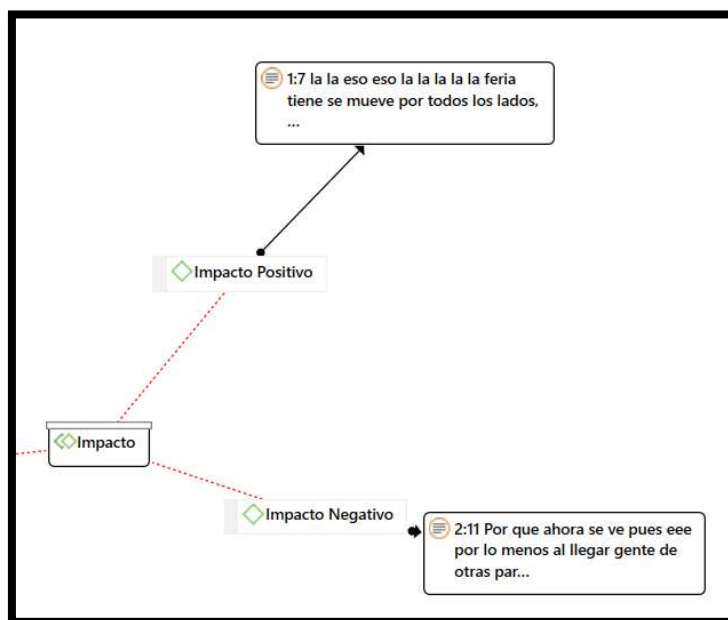 1:7 la la eso eso la la la la la feria
tiene se mueve por todos los lados,
...
Impacto Positivo
Impacto
Impacto Negativo
2:11 Por que ahora se ve pues eee
por lo menos al llegar gente de
otras par...